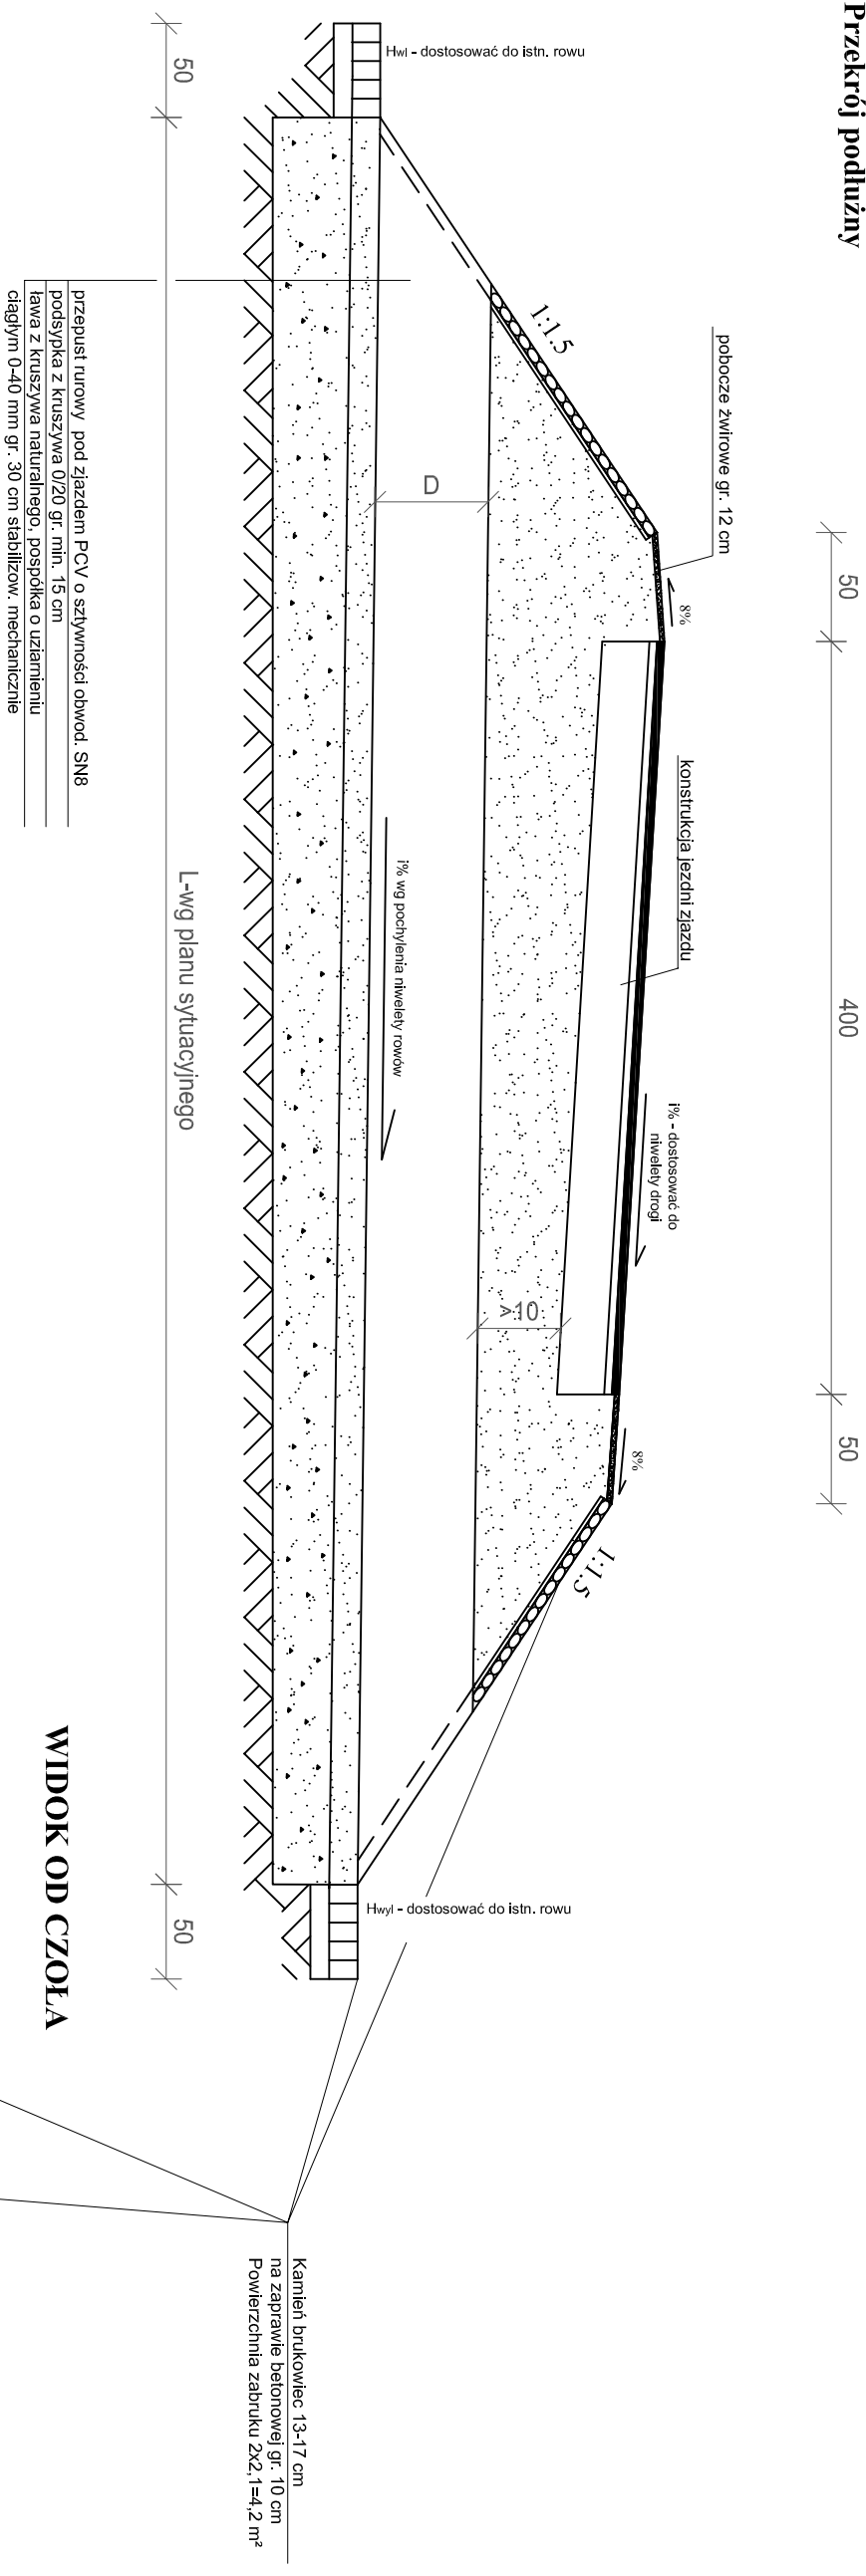 Przekrój podłużny
50
400
50
pobocze żwirowe gr. 12 cm
konstrukcja jezdni zjazdu
8%
i% - dostosować do
niwelety drogi
8%
1:1.5
1:1.5
>10
D
Hwl - dostosować do istn. rowu
i% wg pochylenia niwelety rowów
Hwyl - dostosować do istn. rowu
Kamień brukowiec 13-17 cm
na zaprawie betonowej gr. 10 cm
Powierzchnia zabruku 2x2,1=4,2 m²
50
L-wg planu sytuacyjnego
50
przepust rurowy pod zjazdem PCV o sztywności obwod. SN8
podsypka z kruszywa 0/20 gr. min. 15 cm
ława z kruszywa naturalnego, pospółka o uziarnieniu
ciągłym 0-40 mm gr. 30 cm stabilizow. mechanicznie
WIDOK OD CZOŁA